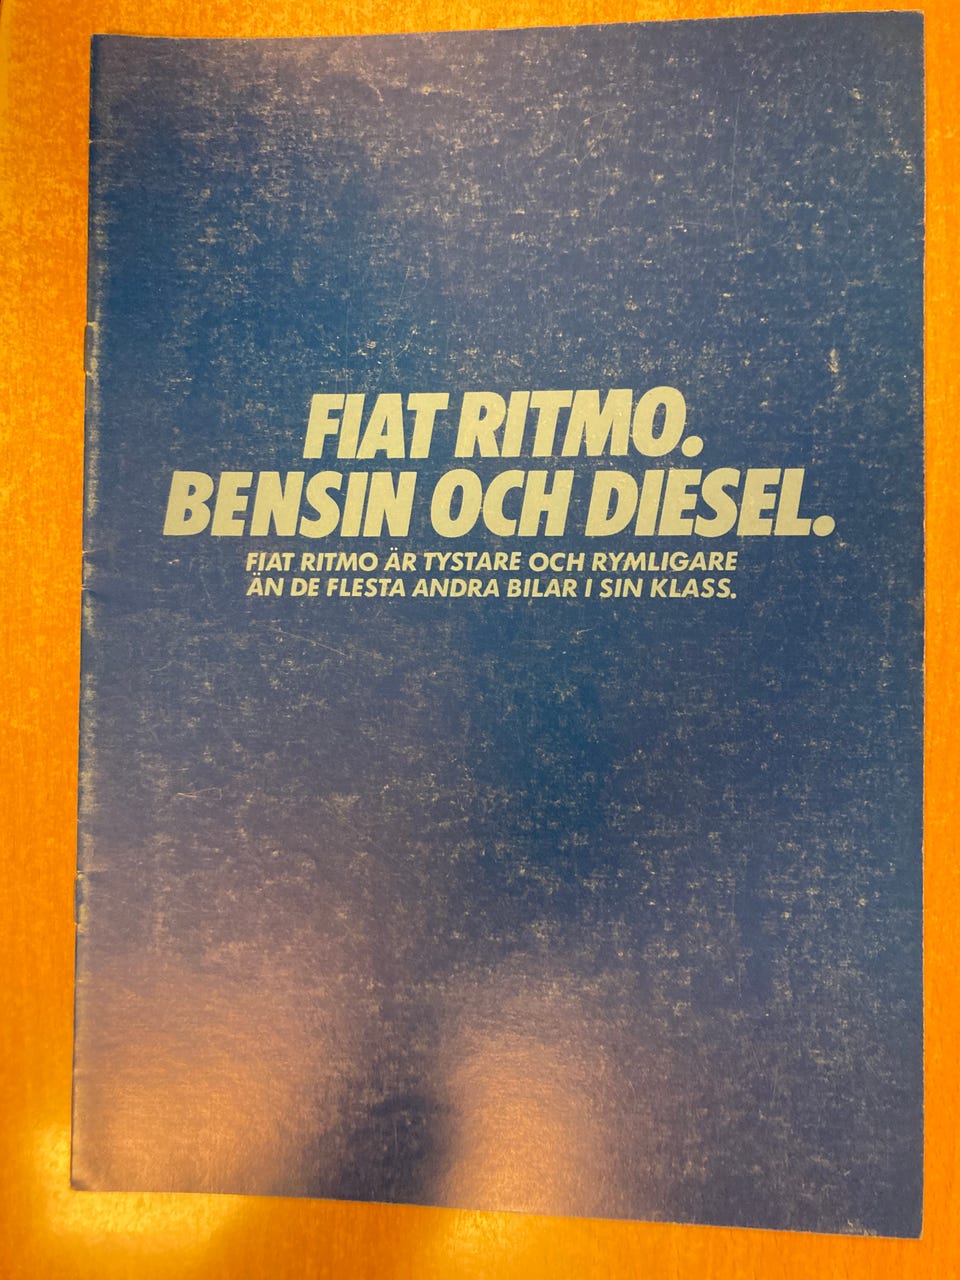 FIAT RITMO.
BENSIN OCH DIESEL.
FIAT RITMO ÄR TYSTARE OCH RYMLIGARE
ÄN DE FLESTA ANDRA BILAR I SIN KLASS.